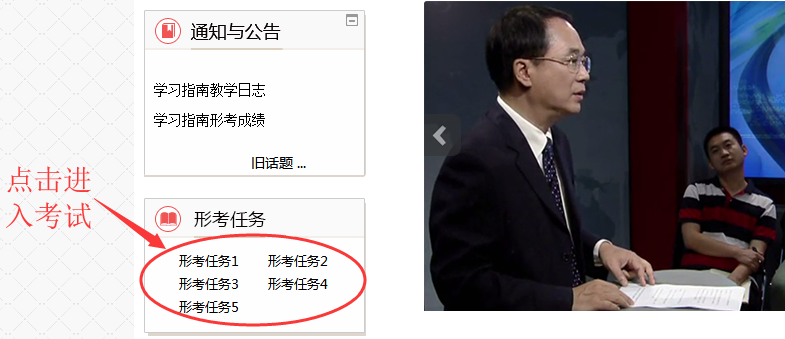 通知与公告
学习指南教学日志
学习指南形考成绩
旧话题 ...
点击进
入考试
形考任务
形考任务1 形考任务2
形考任务3 形考任务4
形考任务5